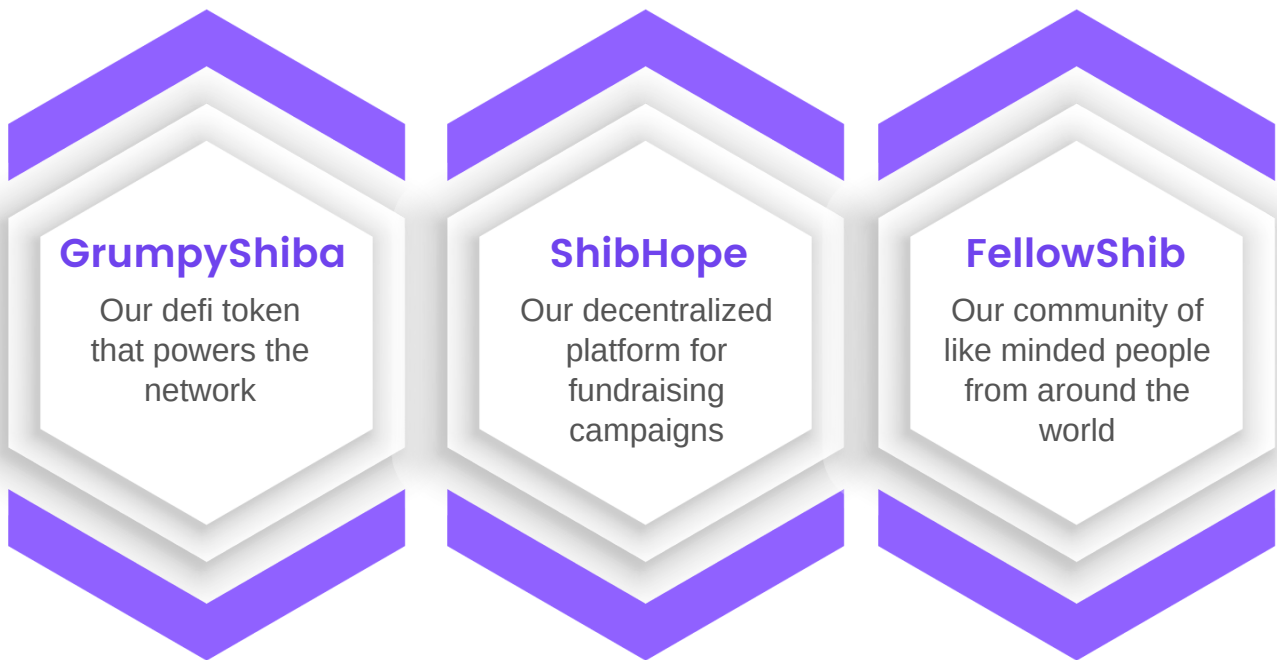 GrumpyShiba
Our defi token
that powers the
network
ShibHope
Our decentralized
platform for
fundraising
campaigns
FellowShib
Our community of
like minded people
from around the
world